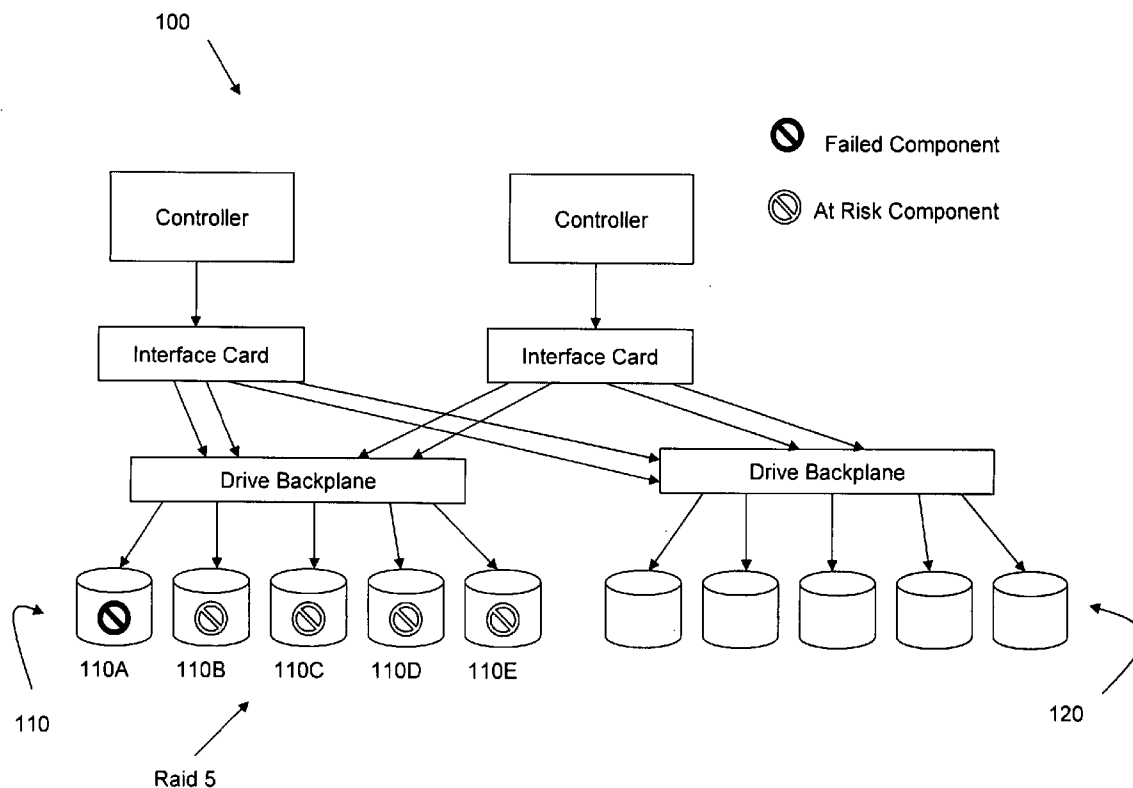 100
Failed Component
At Risk Component
Controller
Controller
Interface Card
Interface Card
Drive Backplane
Drive Backplane
110A
110B
110C
110D
110E
110
120
Raid 5